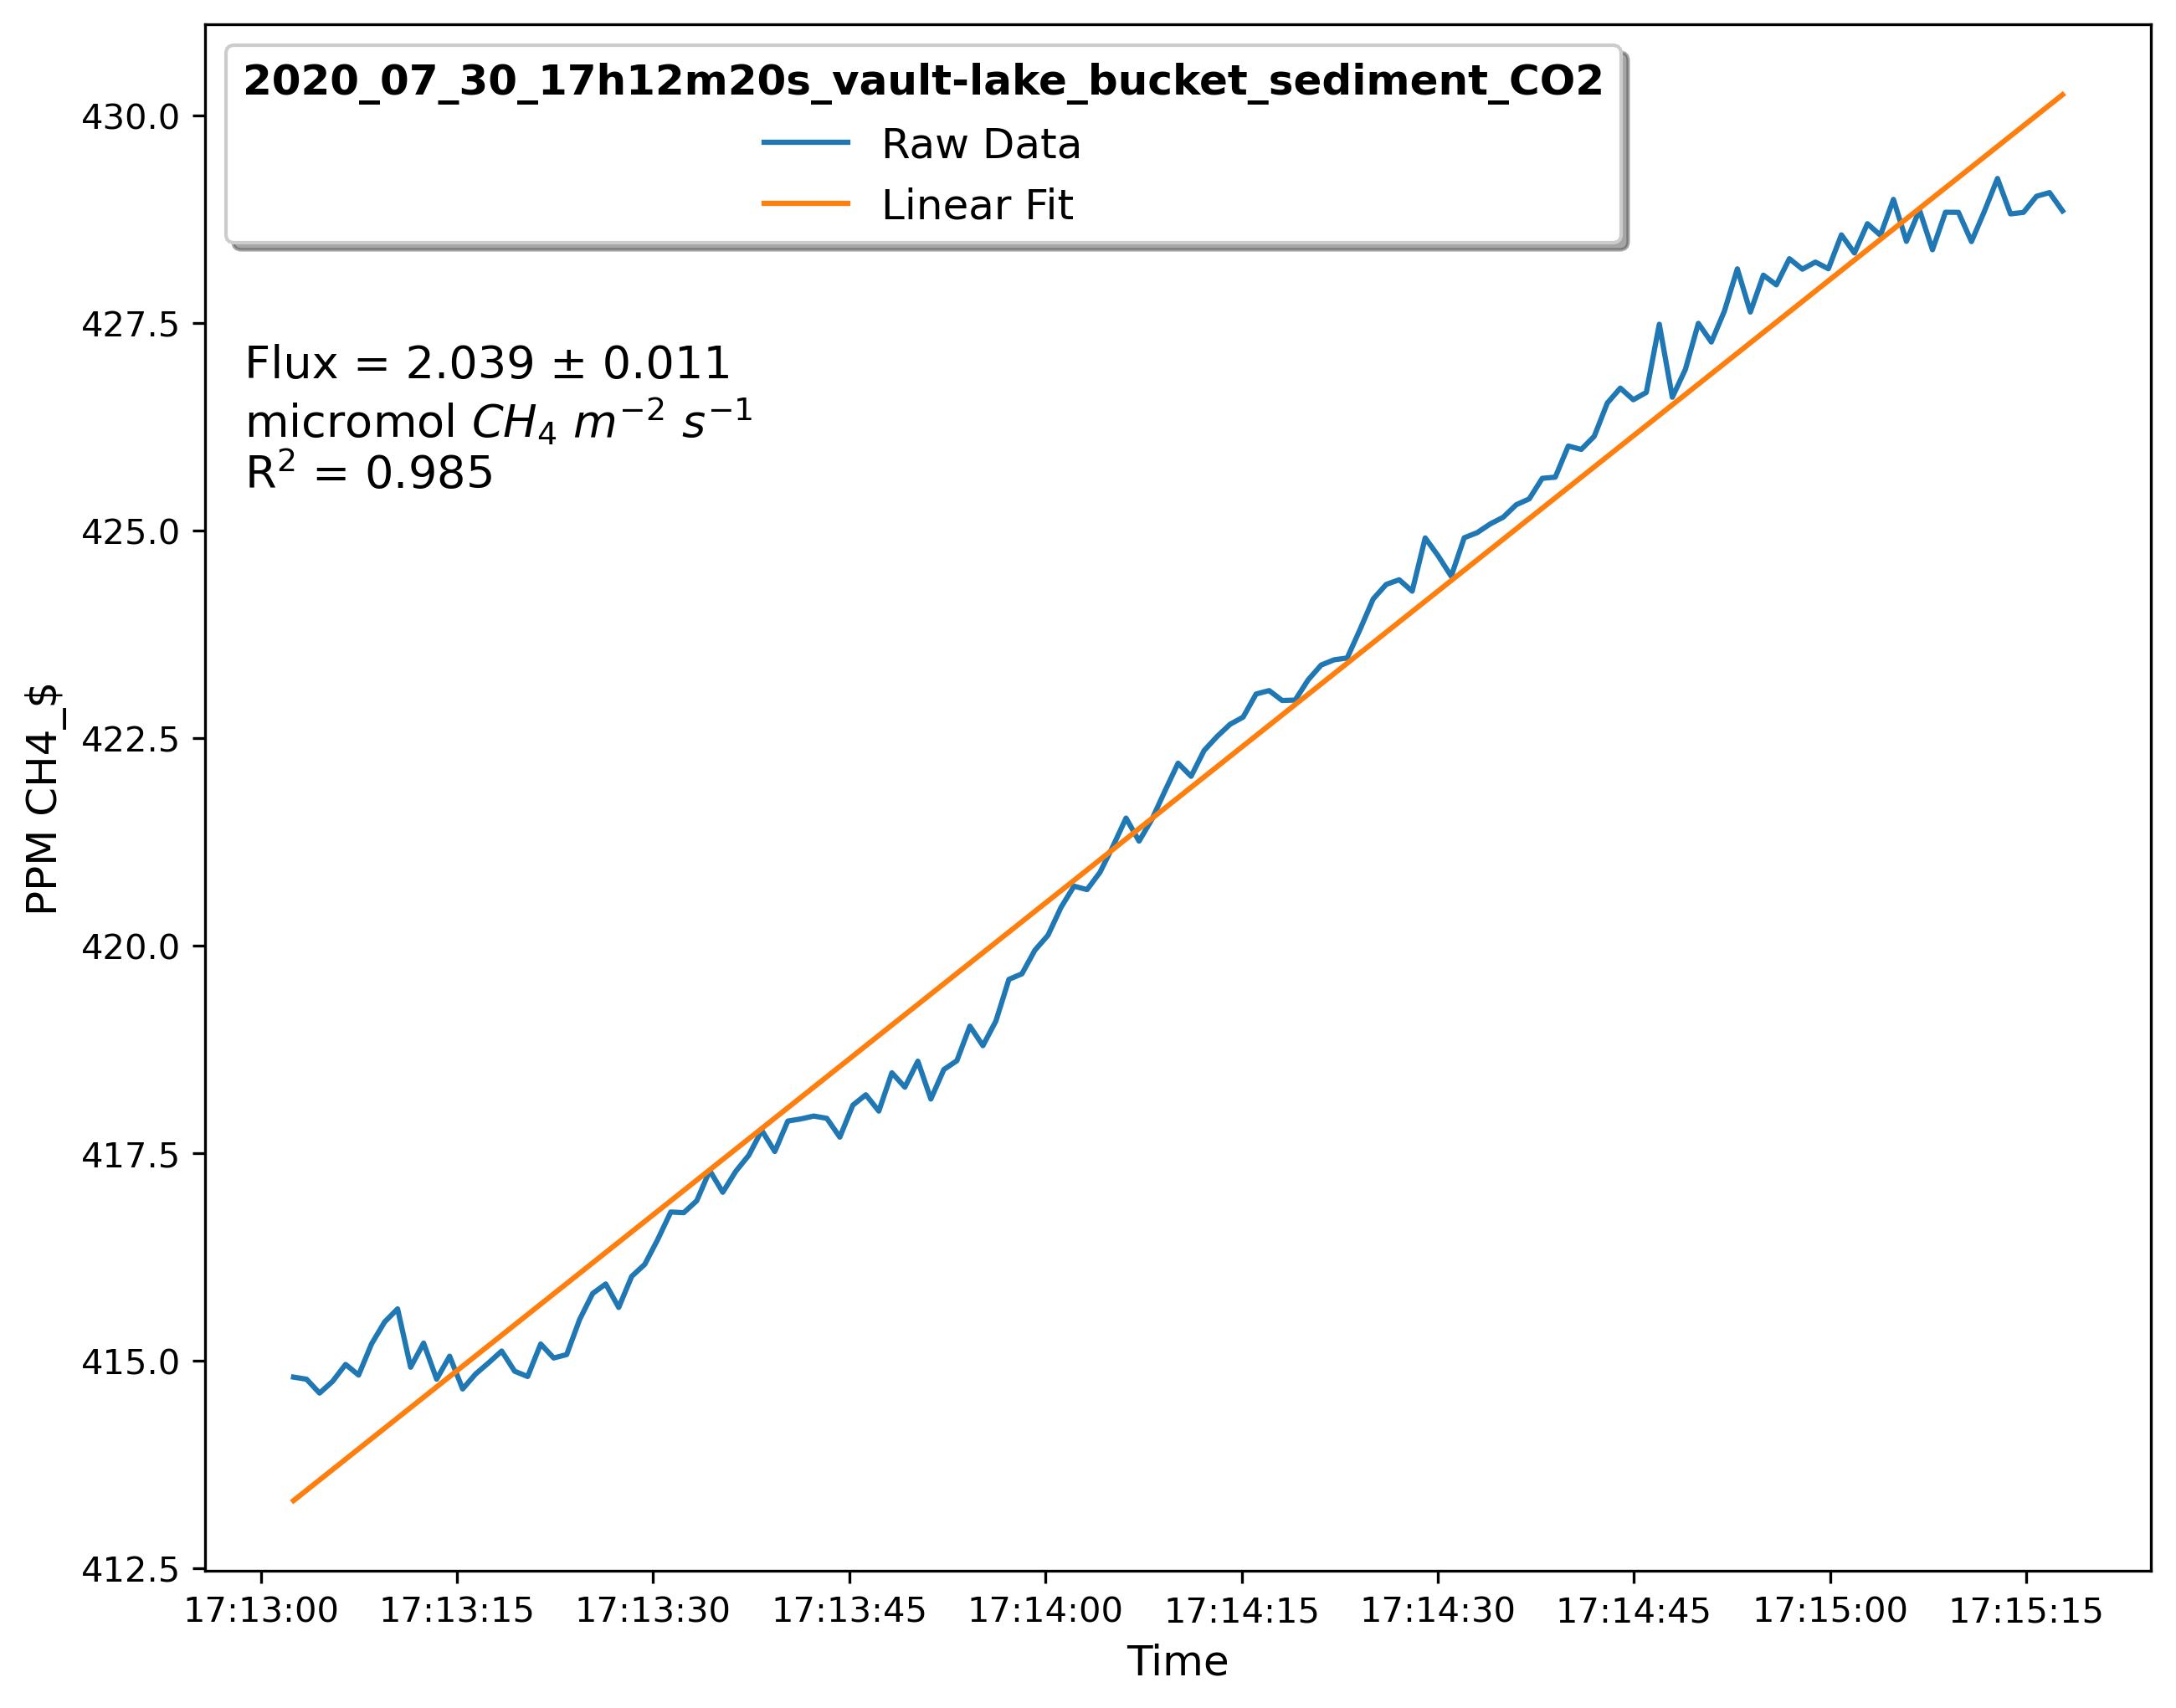 2020_07_30_17h12m20s_vault-lake_bucket_sediment_CO2
Raw Data
Linear Fit
Flux = 2.039 ± 0.011
micromol CH₄ m⁻² s⁻¹
R² = 0.985
PPM CH4_$
430.0
427.5
425.0
422.5
420.0
417.5
415.0
412.5
17:13:00 17:13:15 17:13:30 17:13:45 17:14:00 17:14:15 17:14:30 17:14:45 17:15:00 17:15:15
Time